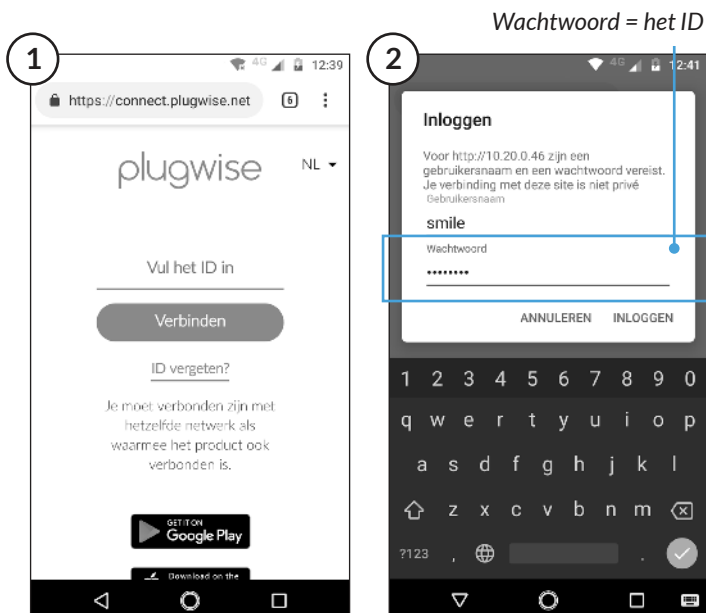 Wachtwoord = het ID
1
4G 12:39
https://connect.plugwise.net 6
plugwise
NL
Vul het ID in
Verbinden
ID vergeten?
Je moet verbonden zijn met
hetzelfde netwerk als
waarmee het product ook
verbonden is.
GET IT ON
Google Play
Download on the
2
4G 12:41
Inloggen
Voor http://10.20.0.46 zijn een
gebruikersnaam en een wachtwoord vereist.
Je verbinding met deze site is niet privé
Gebruikersnaam
smile
Wachtwoord
••••••••
ANNULEREN INLOGGEN
1 2 3 4 5 6 7 8 9 0
q w e r t y u i o p
a s d f g h j k l
z x c v b n m
?123 , .